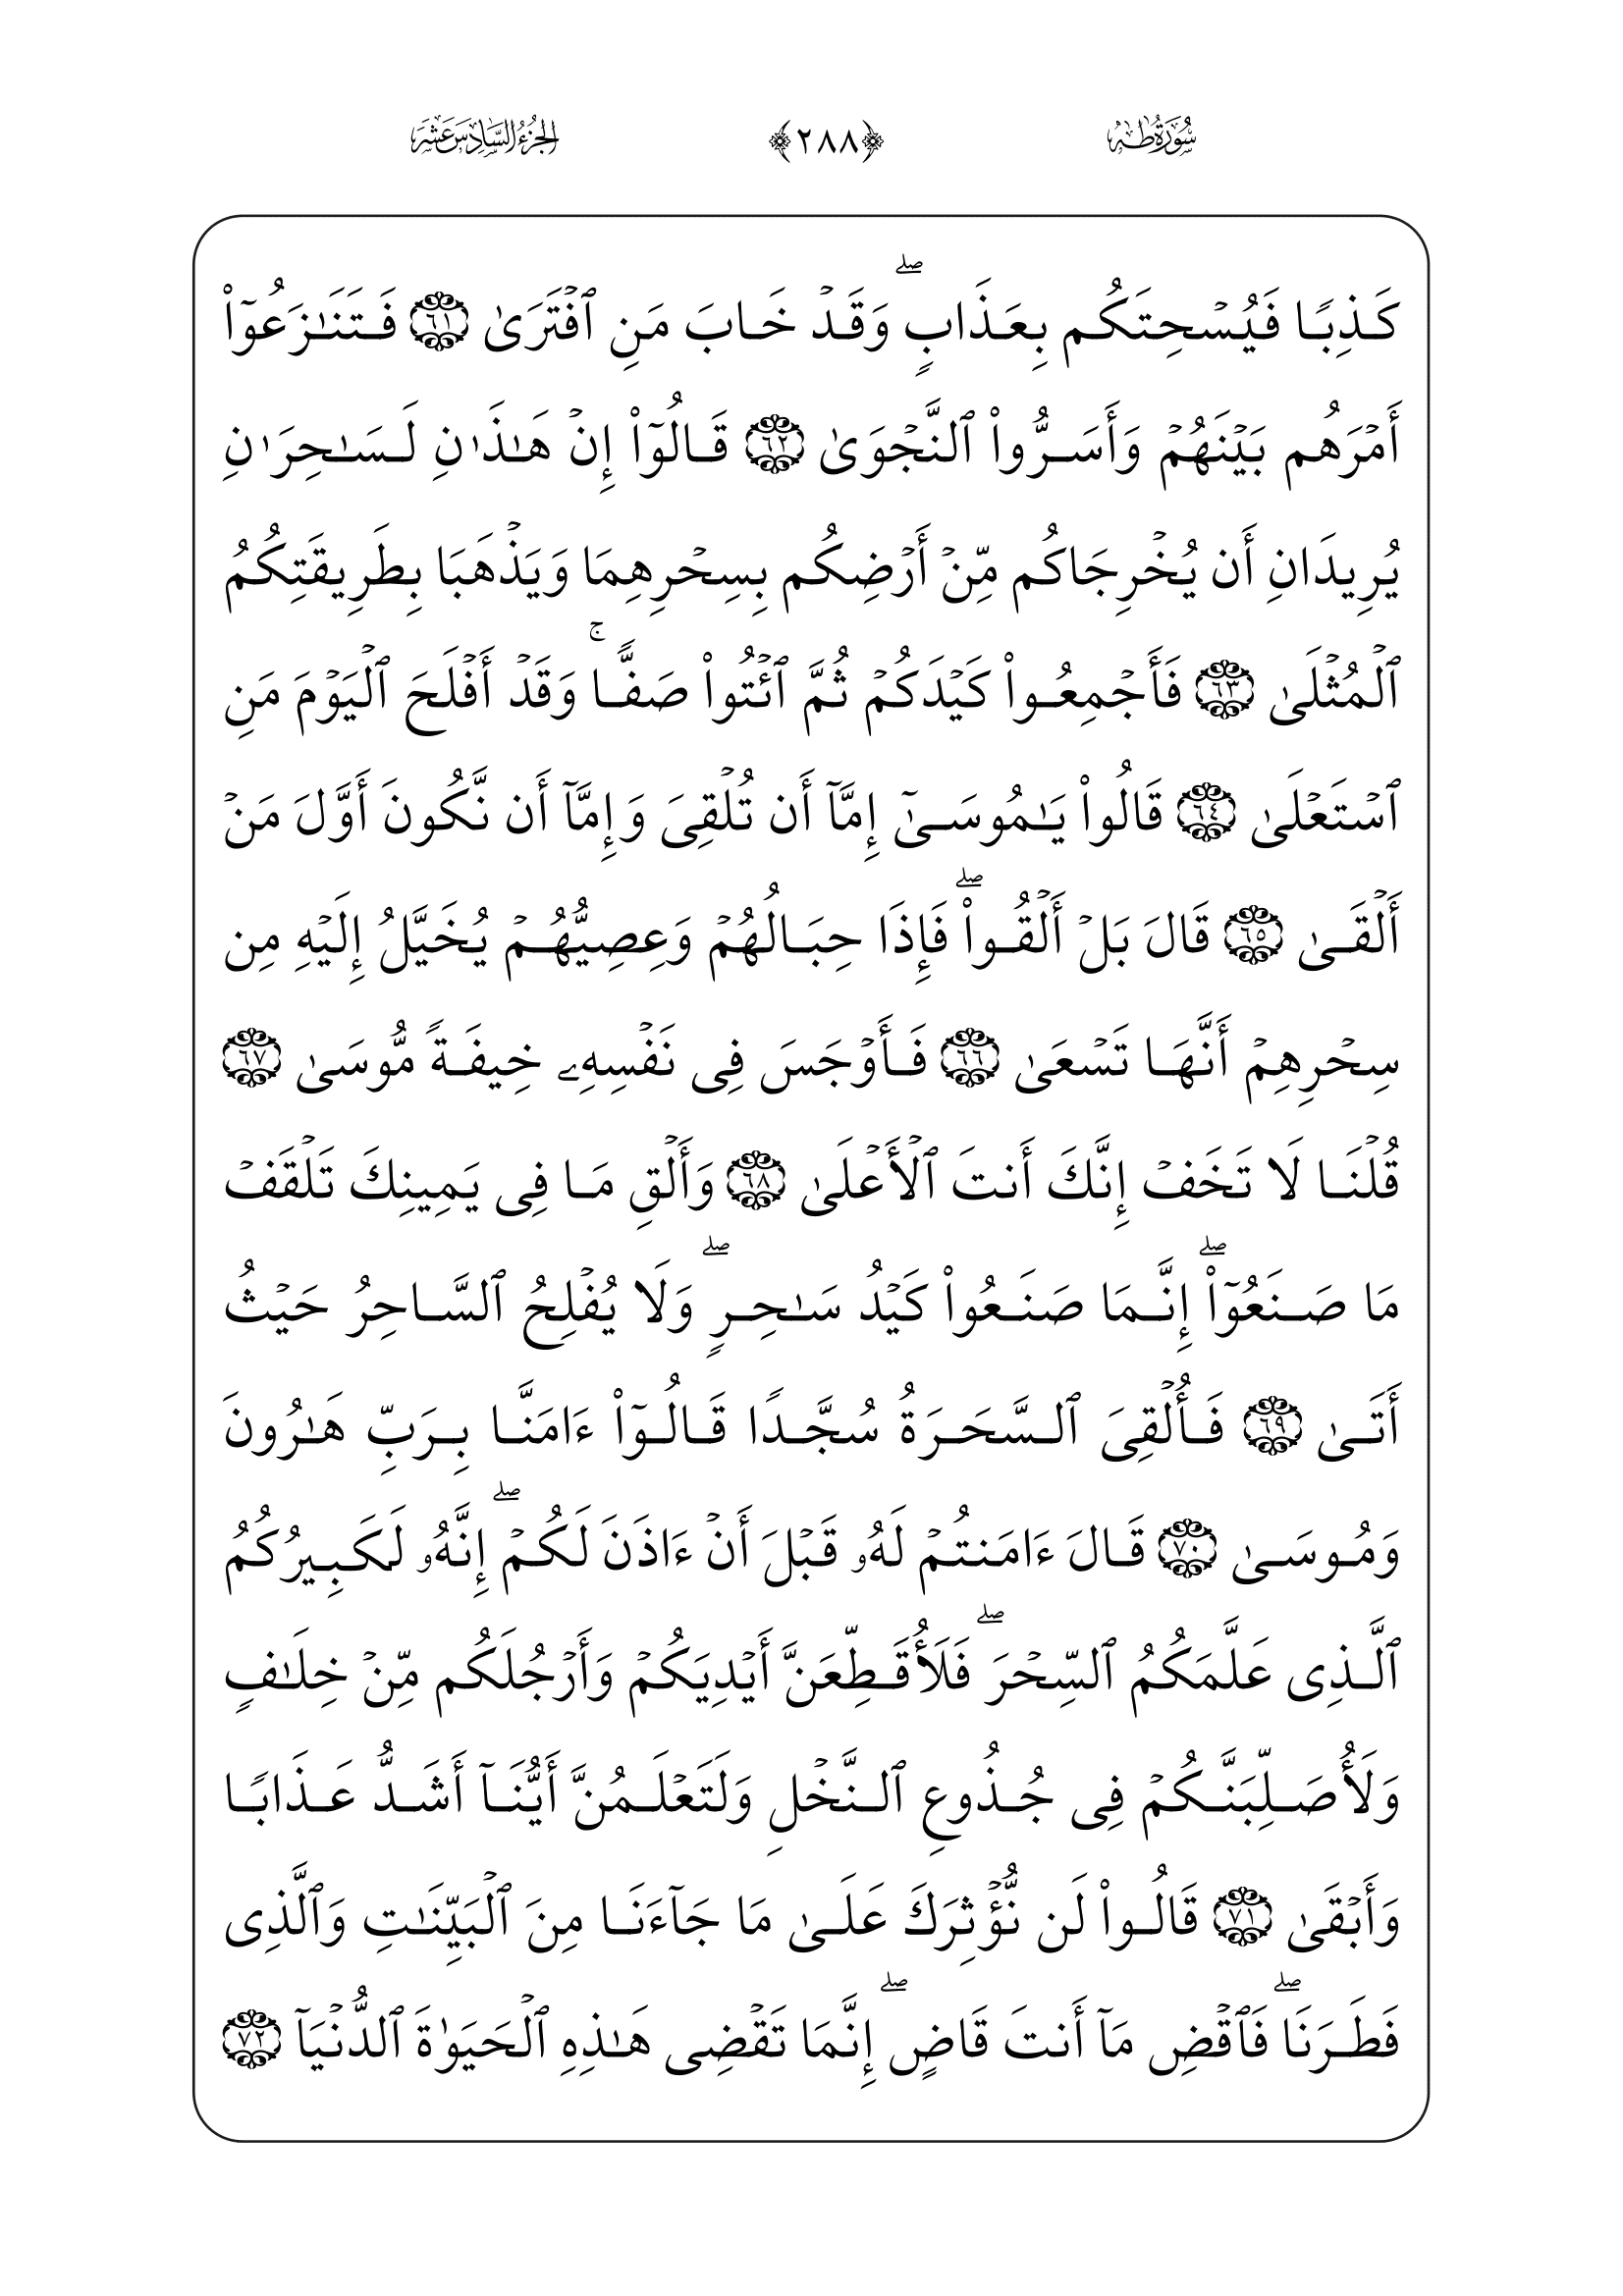 سُورَةُ طه ﴿٢٨٨﴾ الجُزْءُ السَّادِسَ عَشَرَ
كَذِبٗا فَيُسۡحِتَكُم بِعَذَابٖۖ وَقَدۡ خَابَ مَنِ ٱفۡتَرَىٰ ٦١ فَتَنَٰزَعُوٓاْ
أَمۡرَهُم بَيۡنَهُمۡ وَأَسَرُّواْ ٱلنَّجۡوَىٰ ٦٢ قَالُوٓاْ إِنۡ هَٰذَٰنِ لَسَٰحِرَٰنِ
يُرِيدَانِ أَن يُخۡرِجَاكُم مِّنۡ أَرۡضِكُم بِسِحۡرِهِمَا وَيَذۡهَبَا بِطَرِيقَتِكُمُ
ٱلۡمُثۡلَىٰ ٦٣ فَأَجۡمِعُواْ كَيۡدَكُمۡ ثُمَّ ٱئۡتُواْ صَفّٗاۚ وَقَدۡ أَفۡلَحَ ٱلۡيَوۡمَ مَنِ
ٱسۡتَعۡلَىٰ ٦٤ قَالُواْ يَٰمُوسَىٰٓ إِمَّآ أَن تُلۡقِيَ وَإِمَّآ أَن نَّكُونَ أَوَّلَ مَنۡ
أَلۡقَىٰ ٦٥ قَالَ بَلۡ أَلۡقُواْۖ فَإِذَا حِبَالُهُمۡ وَعِصِيُّهُمۡ يُخَيَّلُ إِلَيۡهِ مِن
سِحۡرِهِمۡ أَنَّهَا تَسۡعَىٰ ٦٦ فَأَوۡجَسَ فِي نَفۡسِهِۦ خِيفَةٗ مُّوسَىٰ ٦٧
قُلۡنَا لَا تَخَفۡ إِنَّكَ أَنتَ ٱلۡأَعۡلَىٰ ٦٨ وَأَلۡقِ مَا فِي يَمِينِكَ تَلۡقَفۡ
مَا صَنَعُوٓاْۖ إِنَّمَا صَنَعُواْ كَيۡدُ سَٰحِرٖۖ وَلَا يُفۡلِحُ ٱلسَّاحِرُ حَيۡثُ
أَتَىٰ ٦٩ فَأُلۡقِيَ ٱلسَّحَرَةُ سُجَّدٗا قَالُوٓاْ ءَامَنَّا بِرَبِّ هَٰرُونَ
وَمُوسَىٰ ٧٠ قَالَ ءَامَنتُمۡ لَهُۥ قَبۡلَ أَنۡ ءَاذَنَ لَكُمۡۖ إِنَّهُۥ لَكَبِيرُكُمُ
ٱلَّذِي عَلَّمَكُمُ ٱلسِّحۡرَۖ فَلَأُقَطِّعَنَّ أَيۡدِيَكُمۡ وَأَرۡجُلَكُم مِّنۡ خِلَٰفٖ
وَلَأُصَلِّبَنَّكُمۡ فِي جُذُوعِ ٱلنَّخۡلِ وَلَتَعۡلَمُنَّ أَيُّنَآ أَشَدُّ عَذَابٗا
وَأَبۡقَىٰ ٧١ قَالُواْ لَن نُّؤۡثِرَكَ عَلَىٰ مَا جَآءَنَا مِنَ ٱلۡبَيِّنَٰتِ وَٱلَّذِي
فَطَرَنَاۖ فَٱقۡضِ مَآ أَنتَ قَاضٍۖ إِنَّمَا تَقۡضِي هَٰذِهِ ٱلۡحَيَوٰةَ ٱلدُّنۡيَآ ٧٢